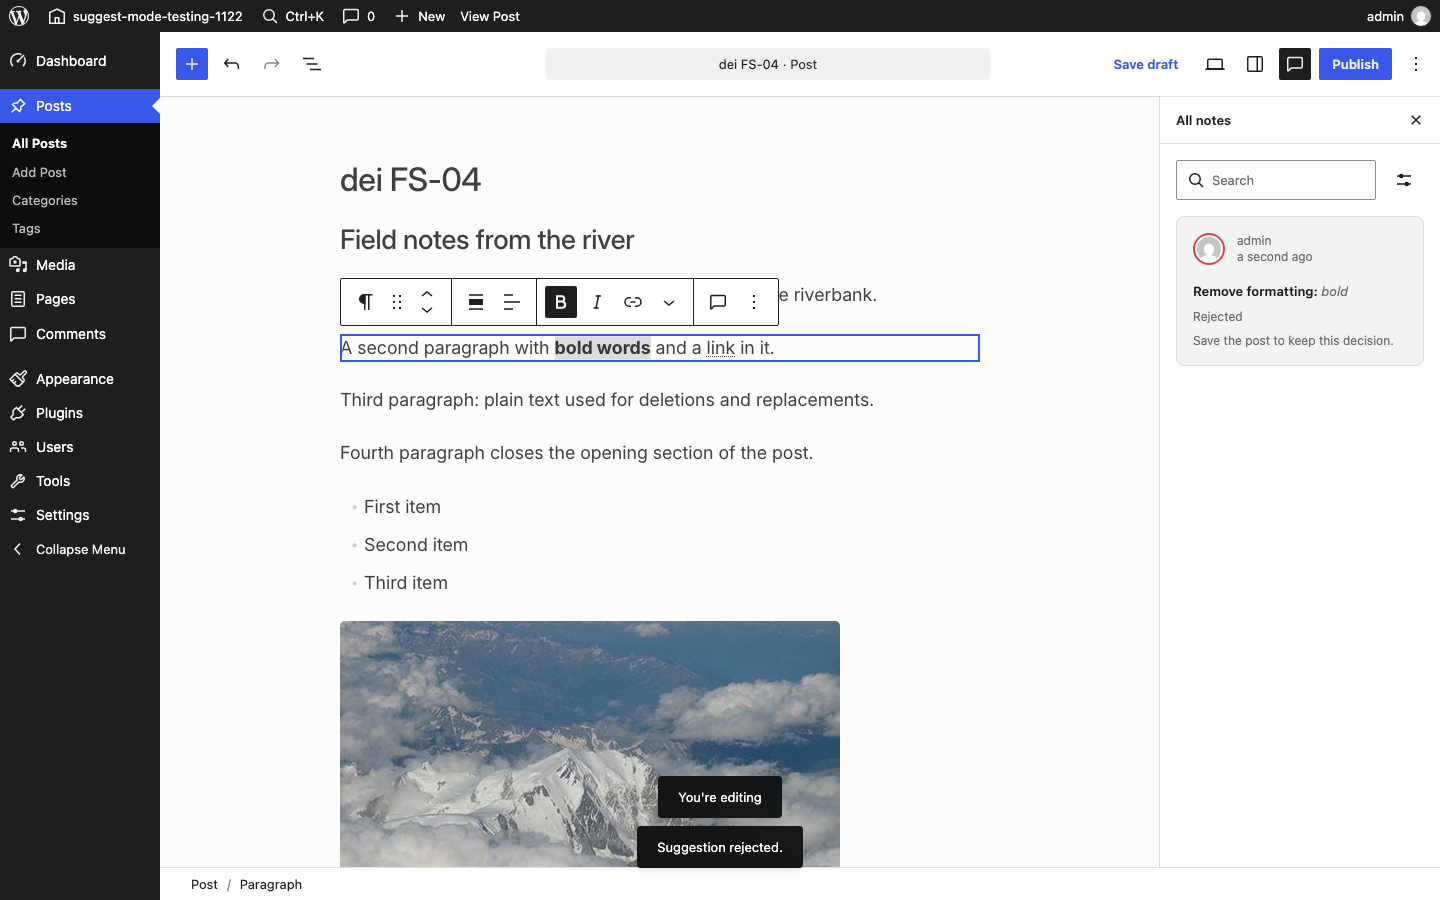 suggest-mode-testing-1122 Ctrl+K 0 New View Post admin
Dashboard
Posts
All Posts
Add Post
Categories
Tags
Media
Pages
Comments
Appearance
Plugins
Users
Tools
Settings
Collapse Menu
dei FS-04 · Post
Save draft
Publish
dei FS-04
Field notes from the river
e riverbank.
B I
A second paragraph with bold words and a link in it.
Third paragraph: plain text used for deletions and replacements.
Fourth paragraph closes the opening section of the post.
First item
Second item
Third item
You're editing
Suggestion rejected.
Post / Paragraph
All notes
Search
admin
a second ago
Remove formatting: bold
Rejected
Save the post to keep this decision.